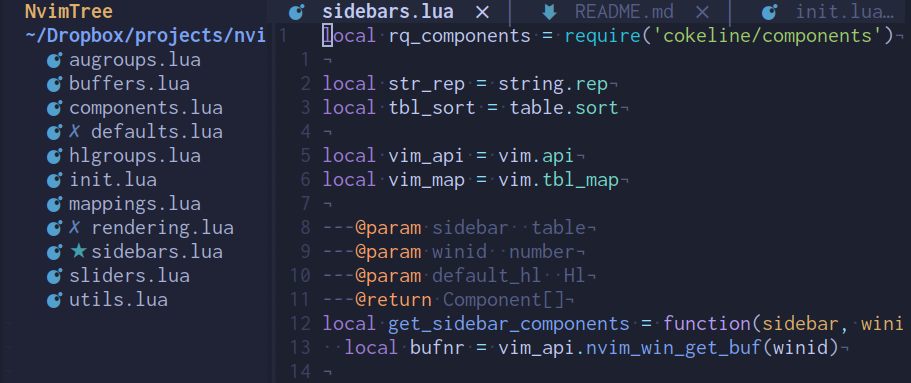 NvimTree
~/Dropbox/projects/nvi
augroups.lua
buffers.lua
components.lua
✗ defaults.lua
hlgroups.lua
init.lua
mappings.lua
✗ rendering.lua
★ sidebars.lua
sliders.lua
utils.lua
sidebars.lua × README.md × init.lua…
1 local rq_components = require('cokeline/components')¬
1 ¬
2 local str_rep = string.rep
3 local tbl_sort = table.sort
4 ¬
5 local vim_api = vim.api¬
6 local vim_map = vim.tbl_map¬
7 ¬
8 ---@param sidebar table¬
9 ---@param winid number¬
10 ---@param default_hl Hl¬
11 ---@return Component[]¬
12 local get_sidebar_components = function(sidebar, wini
13 local bufnr = vim_api.nvim_win_get_buf(winid)¬
14 ¬